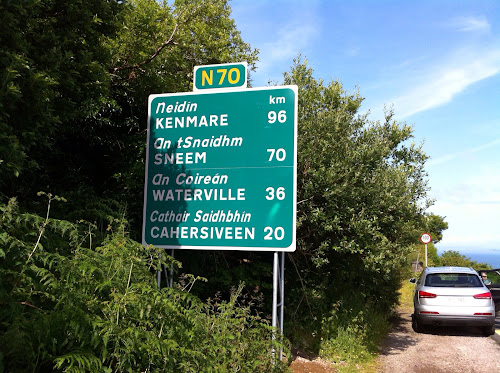 N70
km
Neidín
KENMARE 96
An tSnaidhm
SNEEM 70
An Coireán
WATERVILLE 36
Cathair Saidhbhín
CAHERSIVEEN 20